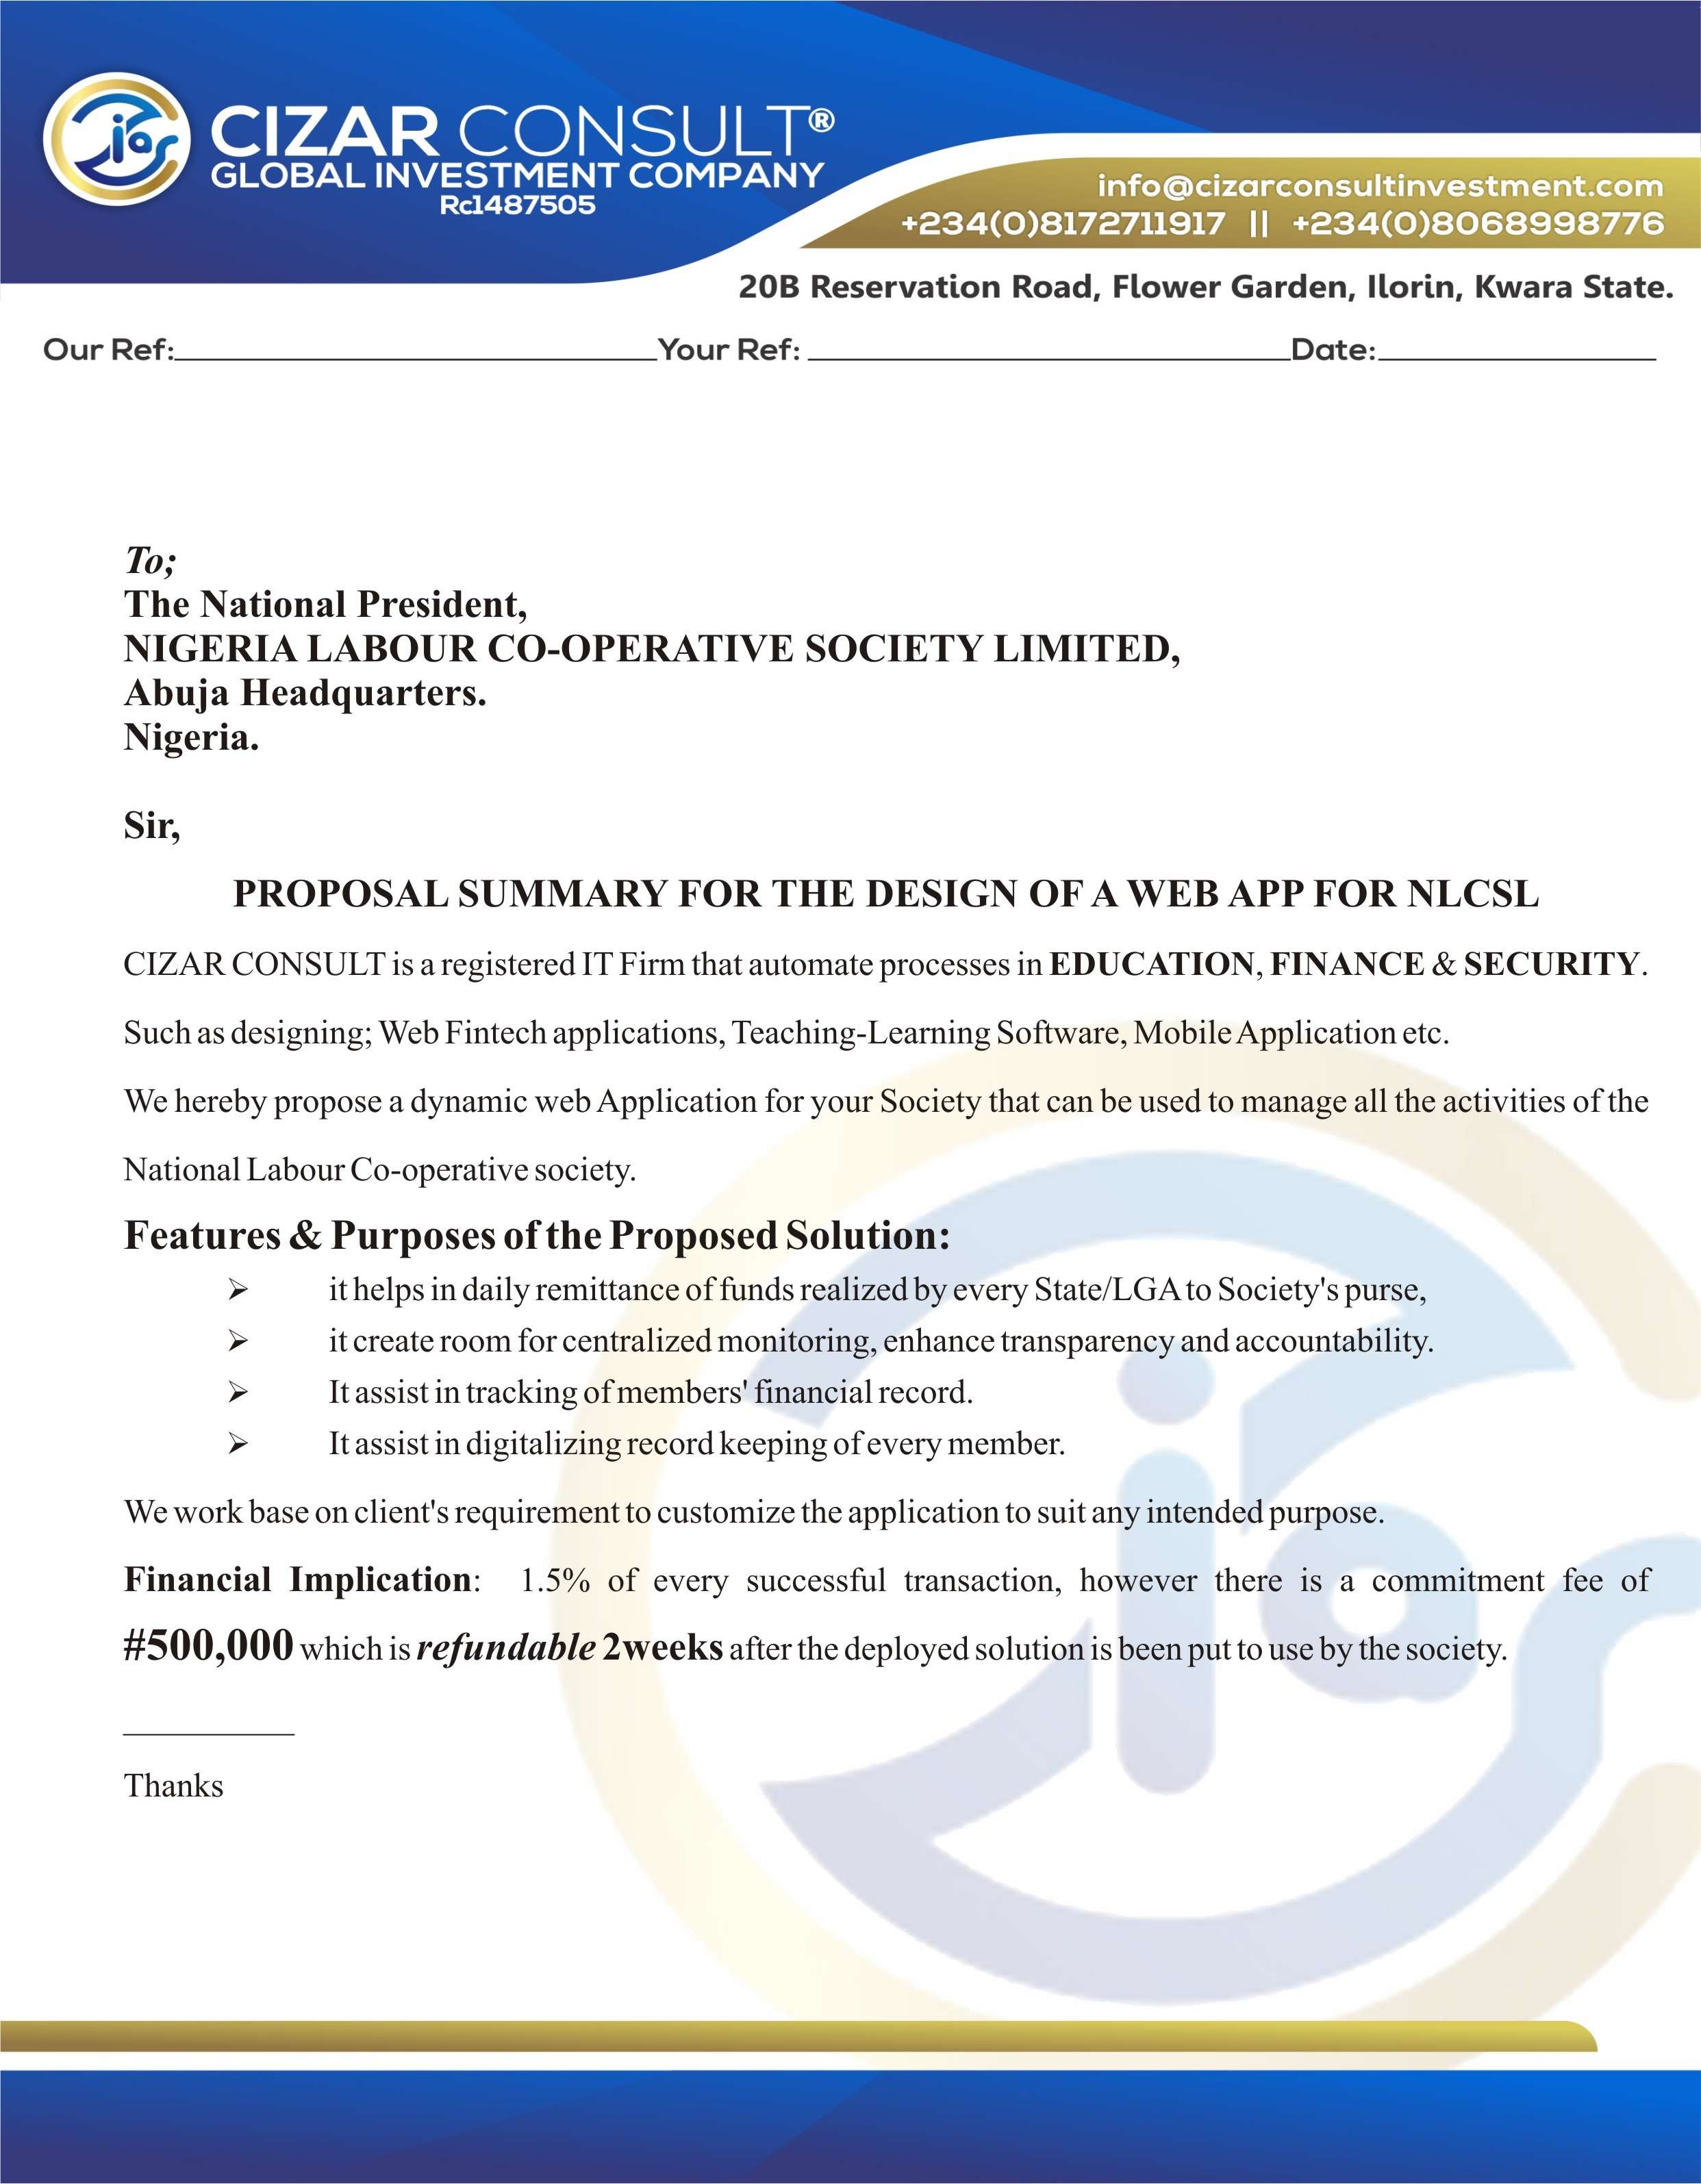 CIZAR CONSULT®
GLOBAL INVESTMENT COMPANY
Rc1487505
info@cizarconsultinvestment.com
+234(0)8172711917 || +234(0)8068998776
20B Reservation Road, Flower Garden, Ilorin, Kwara State.
Our Ref:____________________Your Ref: ____________________Date:____________
To;
The National President,
NIGERIA LABOUR CO-OPERATIVE SOCIETY LIMITED,
Abuja Headquarters.
Nigeria.
Sir,
PROPOSAL SUMMARY FOR THE DESIGN OF A WEB APP FOR NLCSL
CIZAR CONSULT is a registered IT Firm that automate processes in EDUCATION, FINANCE & SECURITY.
Such as designing; Web Fintech applications, Teaching-Learning Software, Mobile Application etc.
We hereby propose a dynamic web Application for your Society that can be used to manage all the activities of the
National Labour Co-operative society.
Features & Purposes of the Proposed Solution:
➢ it helps in daily remittance of funds realized by every State/LGA to Society's purse,
➢ it create room for centralized monitoring, enhance transparency and accountability.
➢ It assist in tracking of members' financial record.
➢ It assist in digitalizing record keeping of every member.
We work base on client's requirement to customize the application to suit any intended purpose.
Financial Implication: 1.5% of every successful transaction, however there is a commitment fee of
#500,000 which is refundable 2weeks after the deployed solution is been put to use by the society.
__________
Thanks